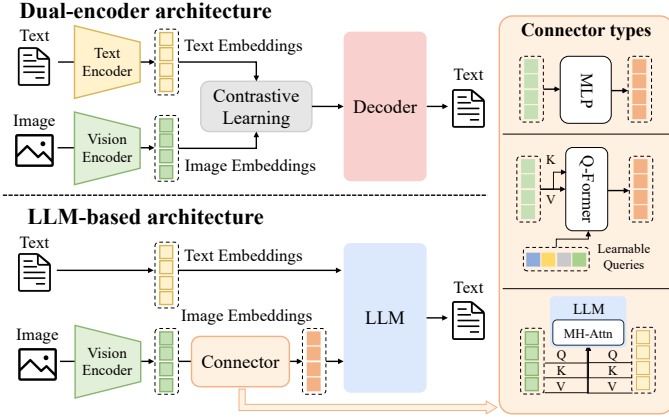 Dual-encoder architecture
Text
Text
Encoder
Text Embeddings
Contrastive
Learning
Decoder
Text
Image
Vision
Encoder
Image Embeddings
LLM-based architecture
Text
Text Embeddings
Image
Vision
Encoder
Image Embeddings
Connector
LLM
Text
Connector types
MLP
K
V
Q-Former
Learnable
Queries
LLM
MH-Attn
Q Q
K K
V V